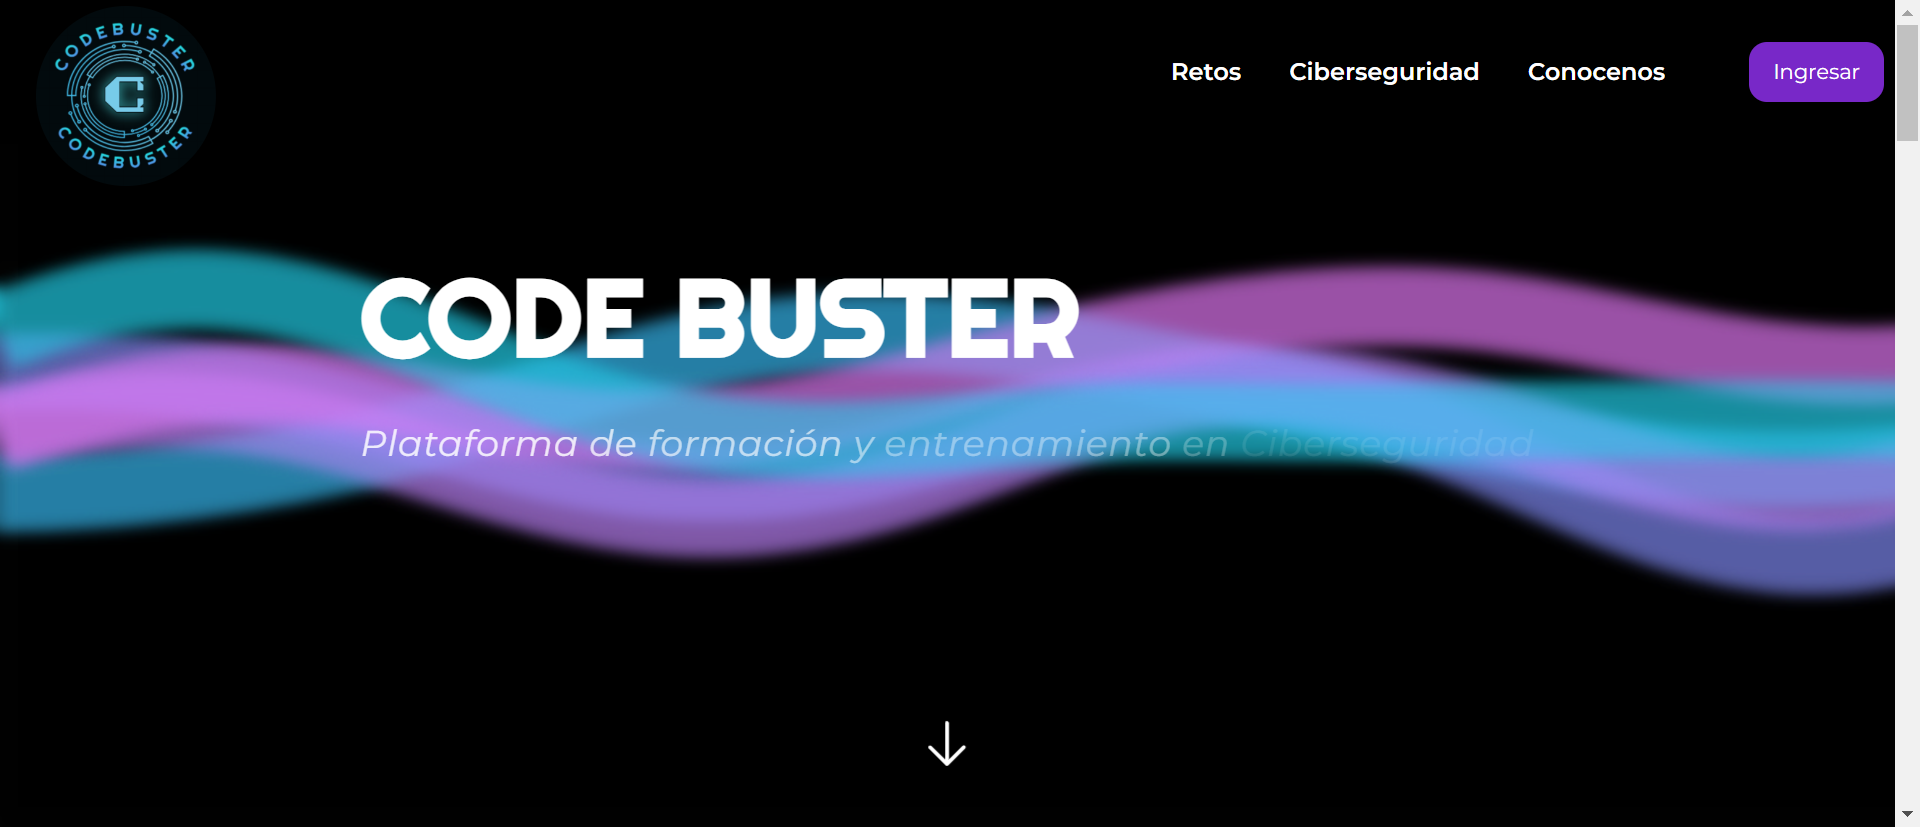 CODEBUSTER
C
CODEBUSTER
Retos Ciberseguridad Conocenos Ingresar
CODE BUSTER
Plataforma de formación y entrenamiento en Ciberseguridad